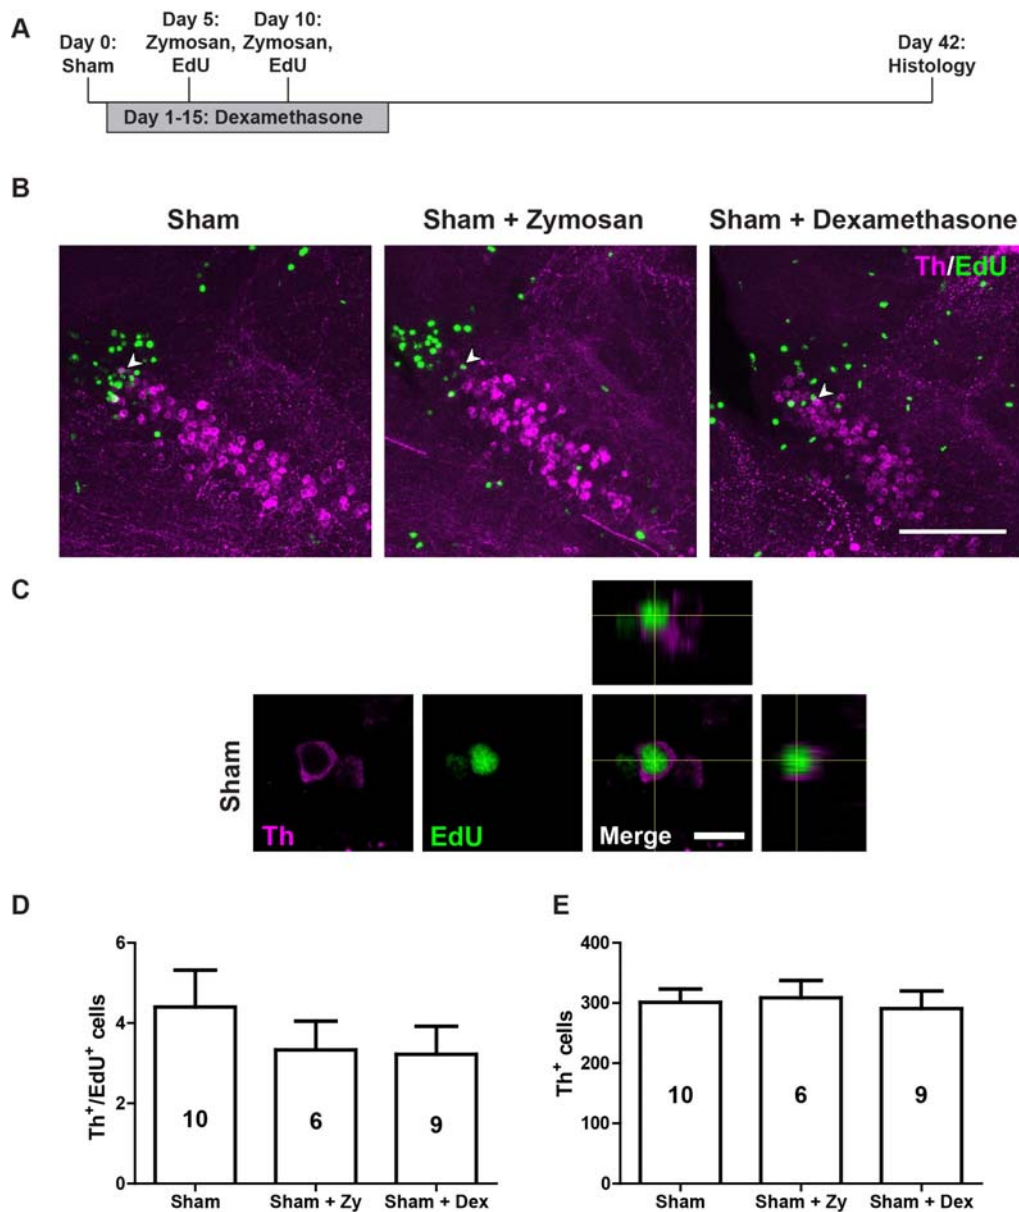 A
Day 0:
Sham
Day 5:
Zymosan,
EdU
Day 10:
Zymosan,
EdU
Day 42:
Histology
Day 1-15: Dexamethasone
B
Sham
Sham + Zymosan
Sham + Dexamethasone
Th/EdU
C
Sham
Th
EdU
Merge
D
Th⁺/EdU⁺ cells
6
4
2
0
10
6
9
Sham
Sham + Zy
Sham + Dex
E
Th⁺ cells
400
300
200
100
0
10
6
9
Sham
Sham + Zy
Sham + Dex